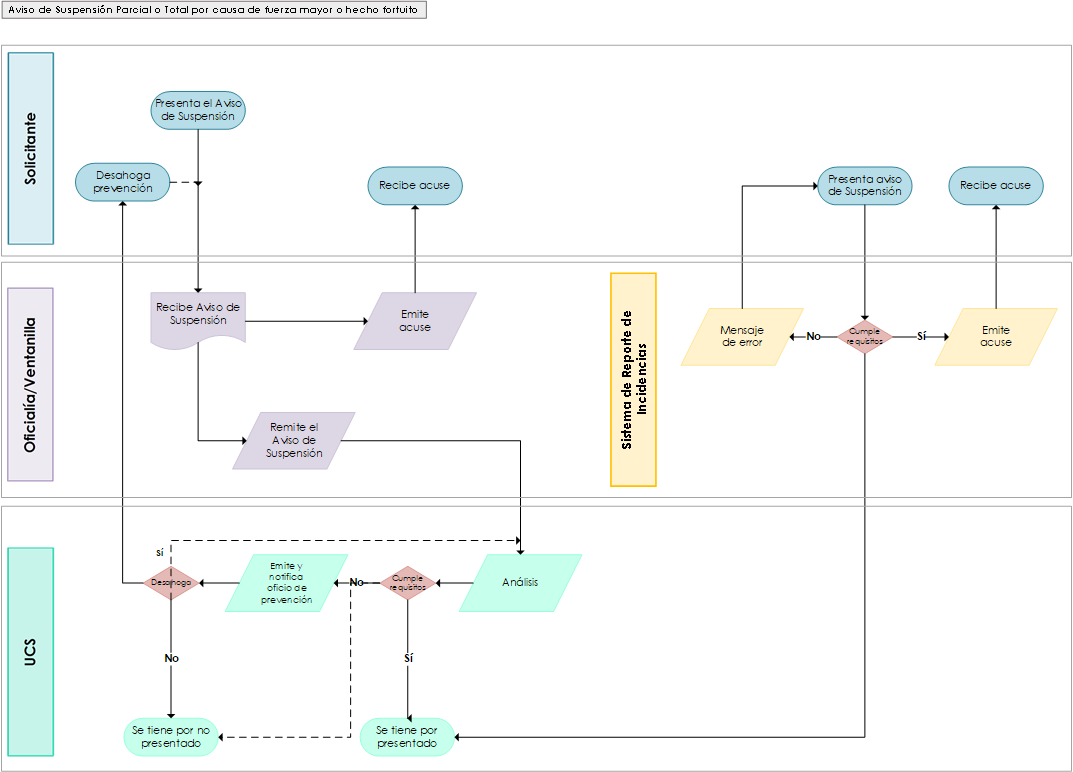 Aviso de Suspensión Parcial o Total por causa de fuerza mayor o hecho fortuito
Solicitante
Presenta el Aviso
de Suspensión
Desahoga
prevención
Recibe acuse
Presenta aviso
de Suspensión
Recibe acuse
Oficialía/Ventanilla
Recibe Aviso de
Suspensión
Emite
acuse
Remite el
Aviso de
Suspensión
Sistema de Reporte de
Incidencias
Mensaje
de error
No
Cumple
requisitos
Sí
Emite
acuse
UCS
sí
Desahoga
Emite y
notifica
oficio de
prevención
No
Cumple
requisitos
Análisis
No
Sí
Se tiene por no
presentado
Se tiene por
presentado